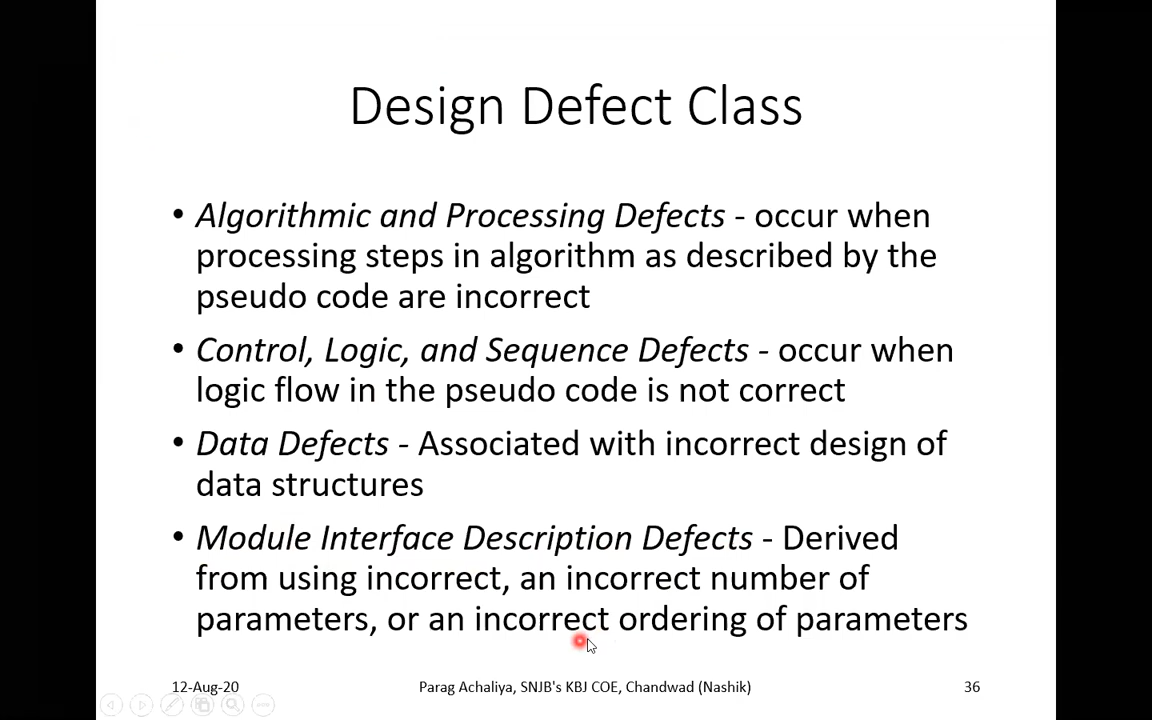 Design Defect Class
• Algorithmic and Processing Defects - occur when
processing steps in algorithm as described by the
pseudo code are incorrect
• Control, Logic, and Sequence Defects - occur when
logic flow in the pseudo code is not correct
• Data Defects - Associated with incorrect design of
data structures
• Module Interface Description Defects - Derived
from using incorrect, an incorrect number of
parameters, or an incorrect ordering of parameters
12-Aug-20 Parag Achaliya, SNJB's KBJ COE, Chandwad (Nashik) 36